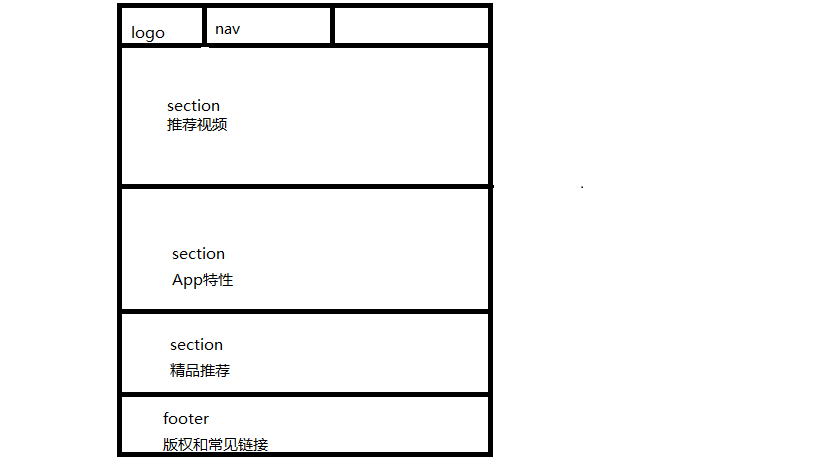 logo
nav
section
推荐视频
section
App特性
section
精品推荐
footer
版权和常见链接